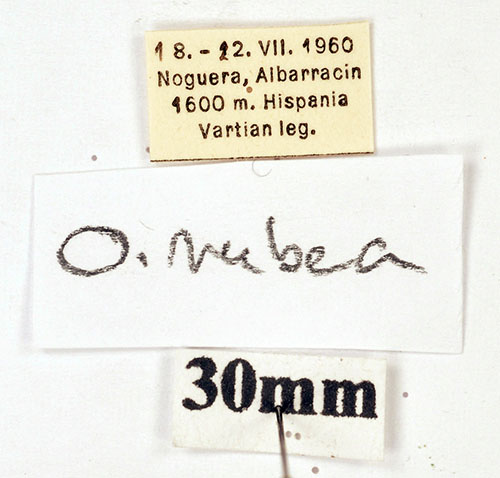 18.-22. VII. 1960
Noguera, Albarracin
1600 m. Hispania
Vartian leg.
O. rubea
30mm